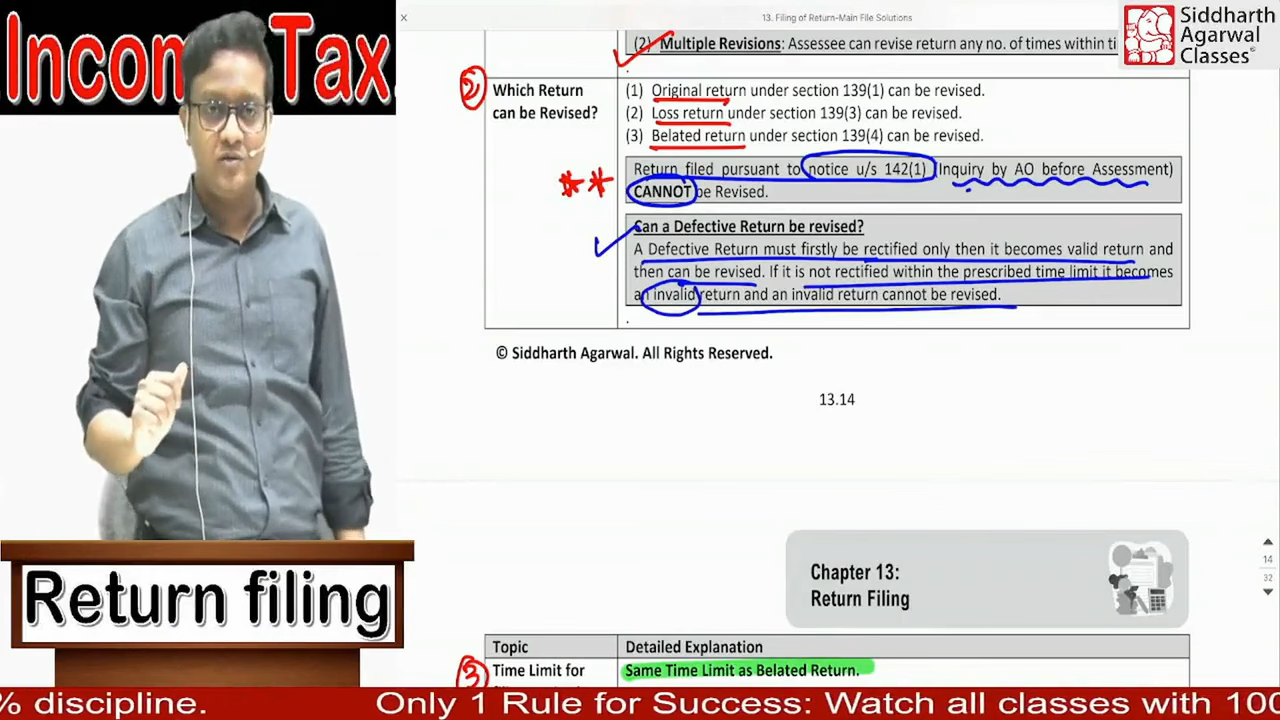 Income Tax.
13. Filing of Return-Main File Solutions
Siddharth
Agarwal
Classes
(2) Multiple Revisions: Assessee can revise return any no. of times within ti
2
Which Return
can be Revised?
(1) Original return under section 139(1) can be revised.
(2) Loss return under section 139(3) can be revised.
(3) Belated return under section 139(4) can be revised.
Return filed pursuant to notice u/s 142(1) (Inquiry by AO before Assessment)
CANNOT be Revised.
Can a Defective Return be revised?
A Defective Return must firstly be rectified only then it becomes valid return and
then can be revised. If it is not rectified within the prescribed time limit it becomes
an invalid return and an invalid return cannot be revised.
© Siddharth Agarwal. All Rights Reserved.
13.14
Chapter 13:
Return Filing
14
32
Topic
Detailed Explanation
3
Time Limit for
Same Time Limit as Belated Return.
Return filing
% discipline.
Only 1 Rule for Success: Watch all classes with 100